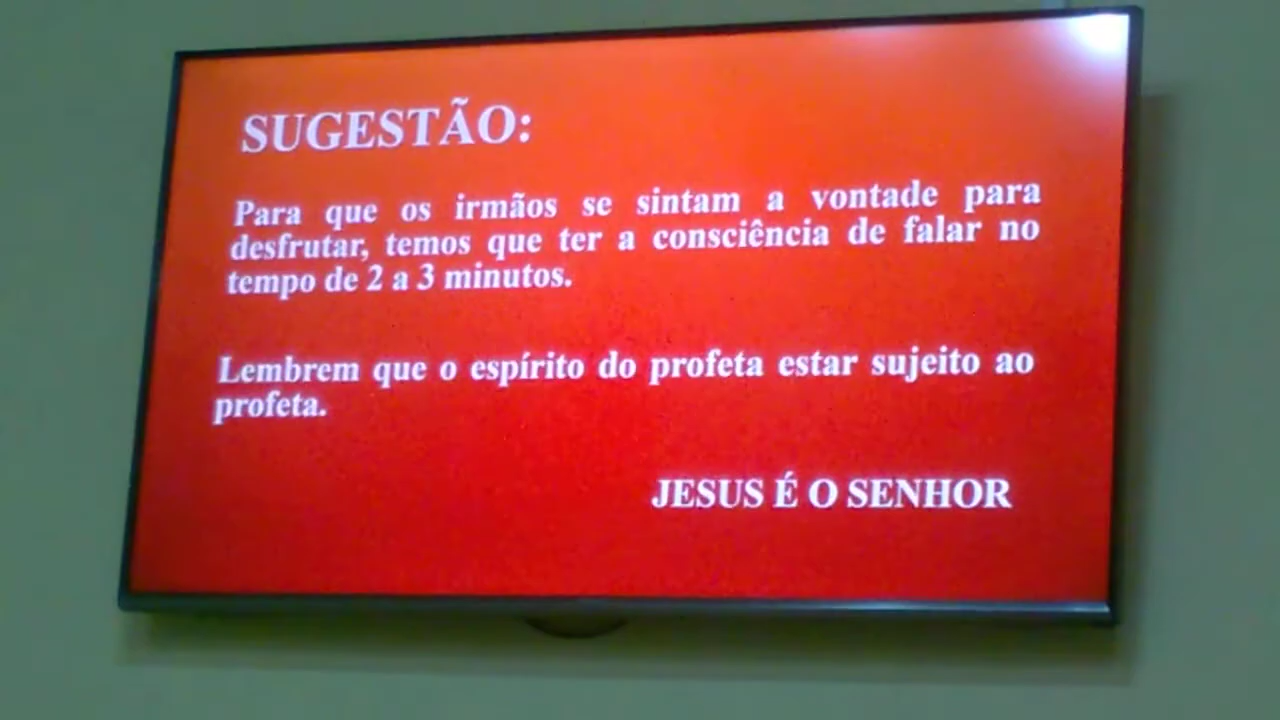 SUGESTÃO:
Para que os irmãos se sintam a vontade para
desfrutar, temos que ter a consciência de falar no
tempo de 2 a 3 minutos.
Lembrem que o espírito do profeta estar sujeito ao
profeta.
JESUS É O SENHOR